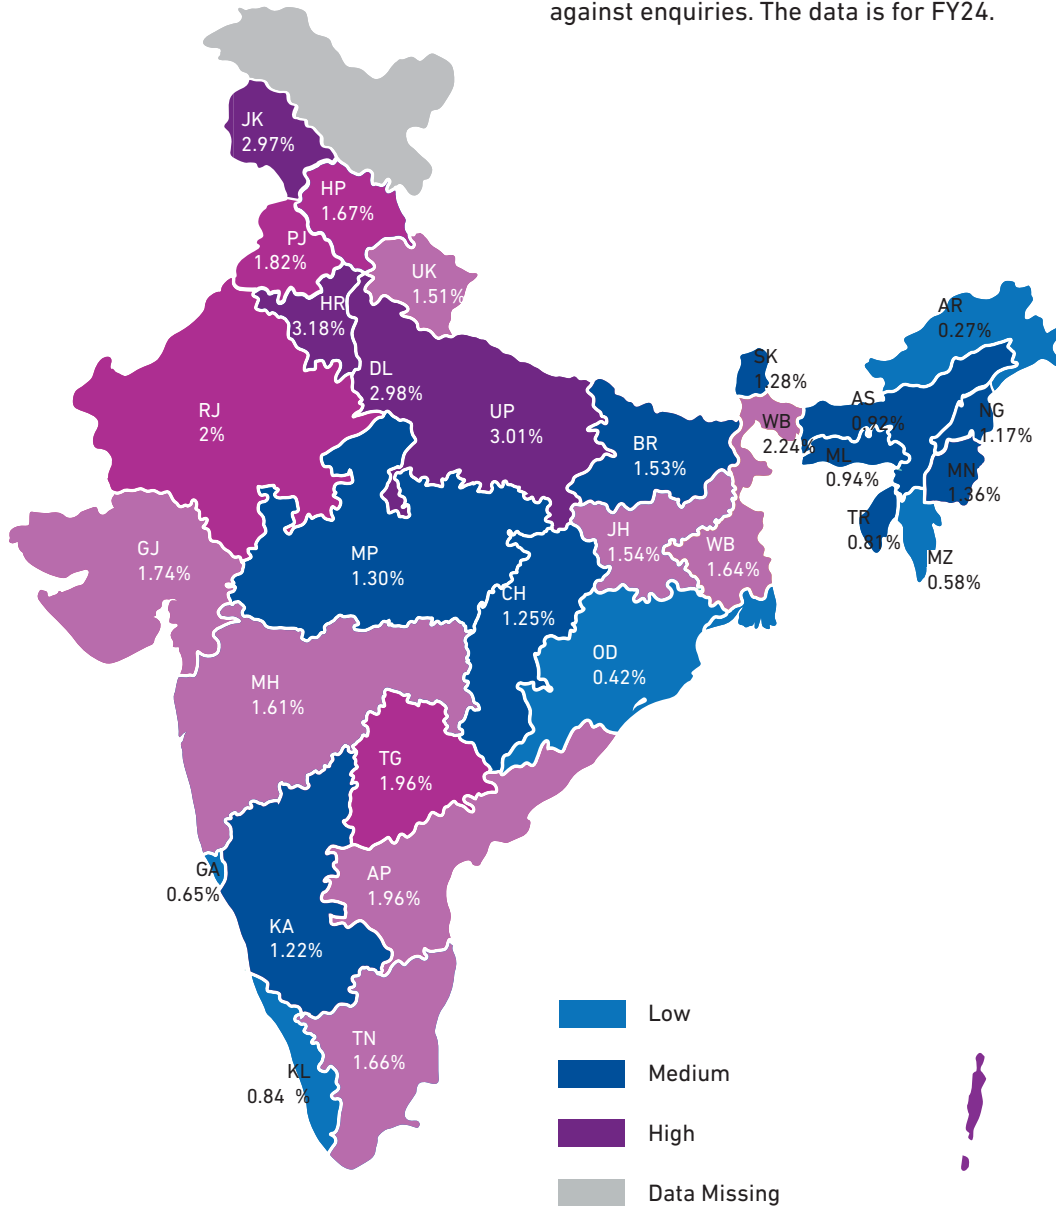 against enquiries. The data is for FY24.
JK
2.97%
HP
1.67%
PJ
1.82%
UK
1.51%
HR
3.18%
DL
2.98%
UP
3.01%
RJ
2%
AR
0.27%
SK
1.28%
AS
0.92%
NG
1.17%
WB
2.24%
BR
1.53%
ML
0.94%
MN
1.36%
TR
0.81%
MZ
0.58%
GJ
1.74%
MP
1.30%
JH
1.54%
WB
1.64%
CH
1.25%
OD
0.42%
MH
1.61%
TG
1.96%
GA
0.65%
AP
1.96%
KA
1.22%
TN
1.66%
KL
0.84 %
Low
Medium
High
Data Missing